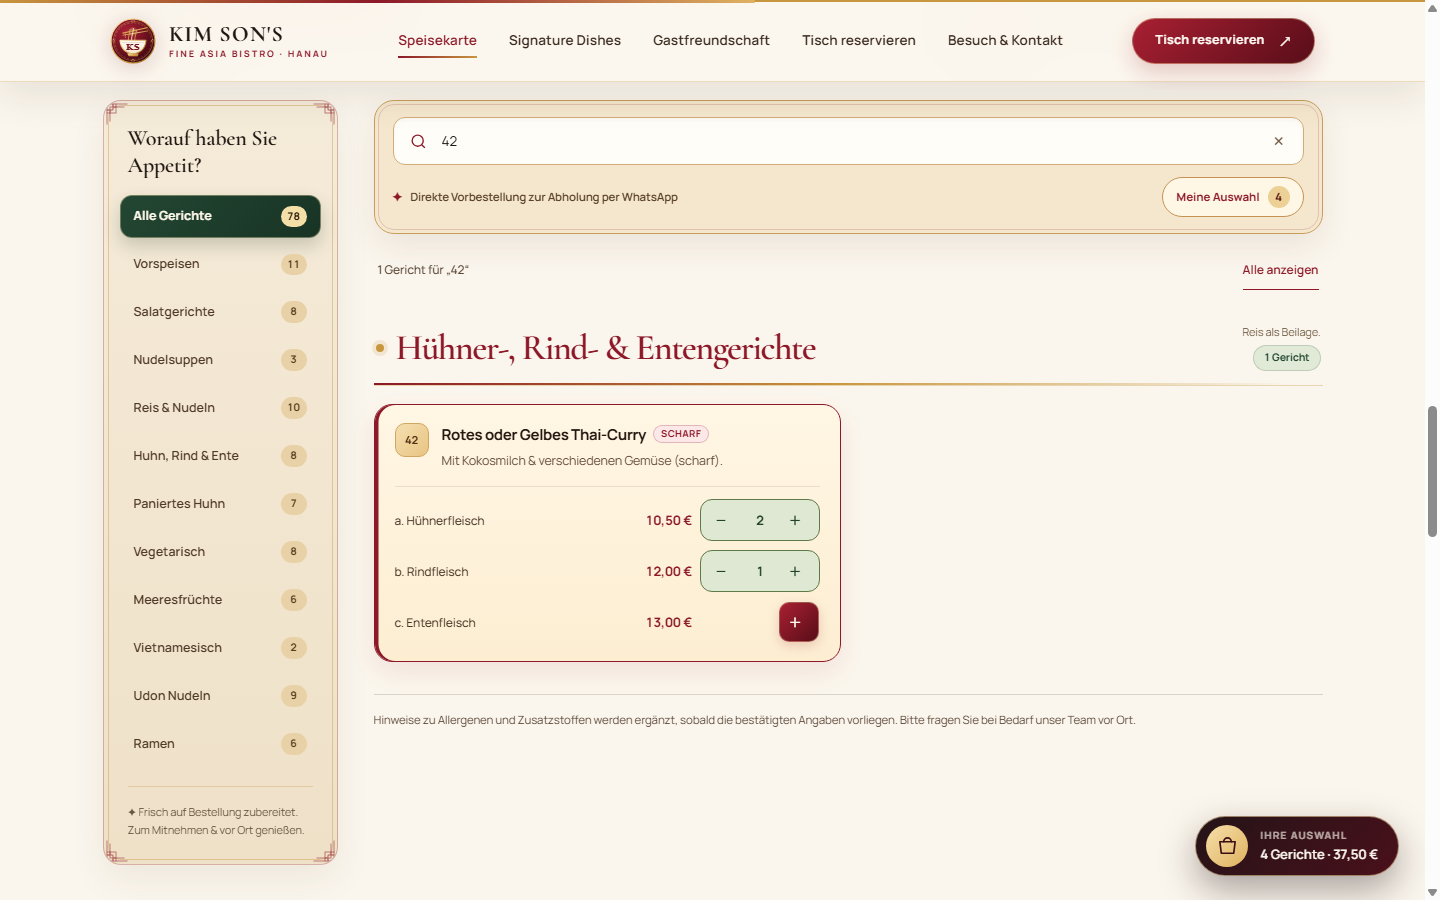 KIM SON'S
FINE ASIA BISTRO · HANAU
KS
Speisekarte
Signature Dishes
Gastfreundschaft
Tisch reservieren
Besuch & Kontakt
Tisch reservieren ↗
Worauf haben Sie
Appetit?
Alle Gerichte 78
Vorspeisen 11
Salatgerichte 8
Nudelsuppen 3
Reis & Nudeln 10
Huhn, Rind & Ente 8
Paniertes Huhn 7
Vegetarisch 8
Meeresfrüchte 6
Vietnamesisch 2
Udon Nudeln 9
Ramen 6
✦ Frisch auf Bestellung zubereitet.
Zum Mitnehmen & vor Ort genießen.
42 ✕
✦ Direkte Vorbestellung zur Abholung per WhatsApp
Meine Auswahl 4
1 Gericht für „42“
Alle anzeigen
Hühner-, Rind- & Entengerichte
Reis als Beilage.
1 Gericht
42 Rotes oder Gelbes Thai-Curry SCHARF
Mit Kokosmilch & verschiedenen Gemüse (scharf).
a. Hühnerfleisch 10,50 € − 2 +
b. Rindfleisch 12,00 € − 1 +
c. Entenfleisch 13,00 € +
Hinweise zu Allergenen und Zusatzstoffen werden ergänzt, sobald die bestätigten Angaben vorliegen. Bitte fragen Sie bei Bedarf unser Team vor Ort.
IHRE AUSWAHL
4 Gerichte · 37,50 €